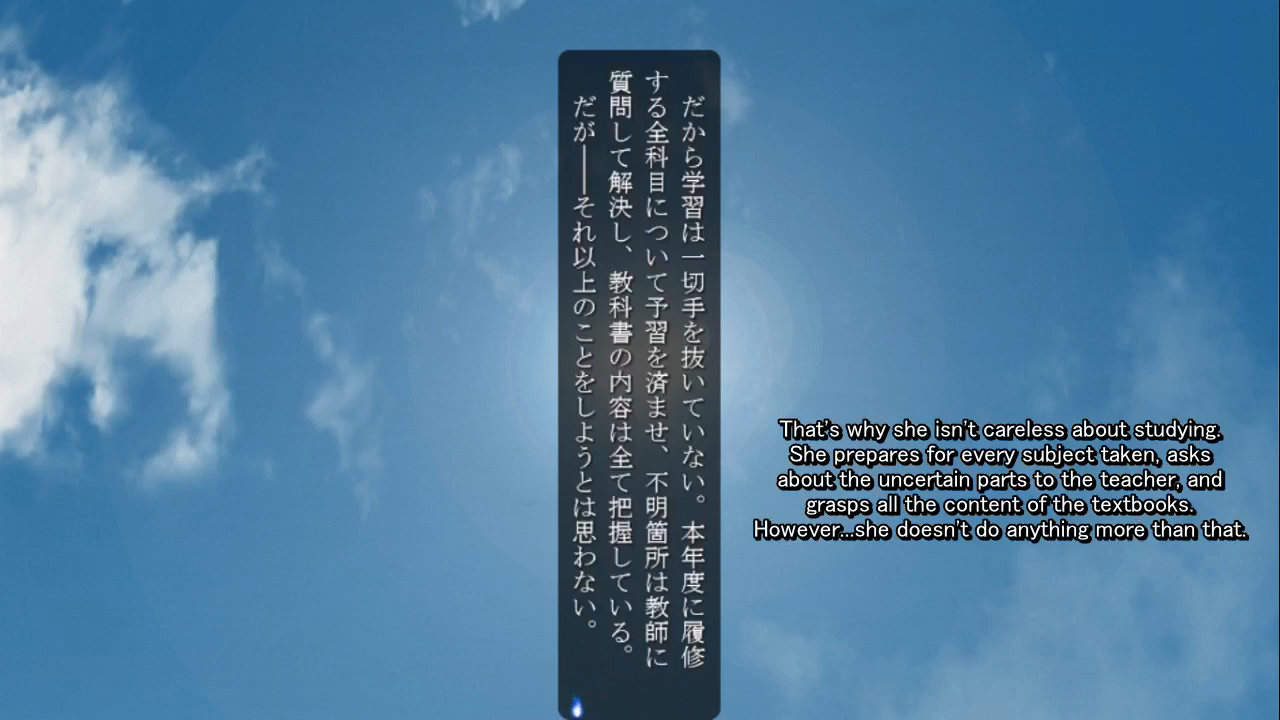 だから学習は一切手を抜いていない。本年度に履修
する全科目について予習を済ませ、不明箇所は教師に
質問して解決し、教科書の内容は全て把握している。
だが――それ以上のことをしようとは思わない。
That's why she isn't careless about studying.
She prepares for every subject taken, asks
about the uncertain parts to the teacher, and
grasps all the content of the textbooks.
However...she doesn't do anything more than that.